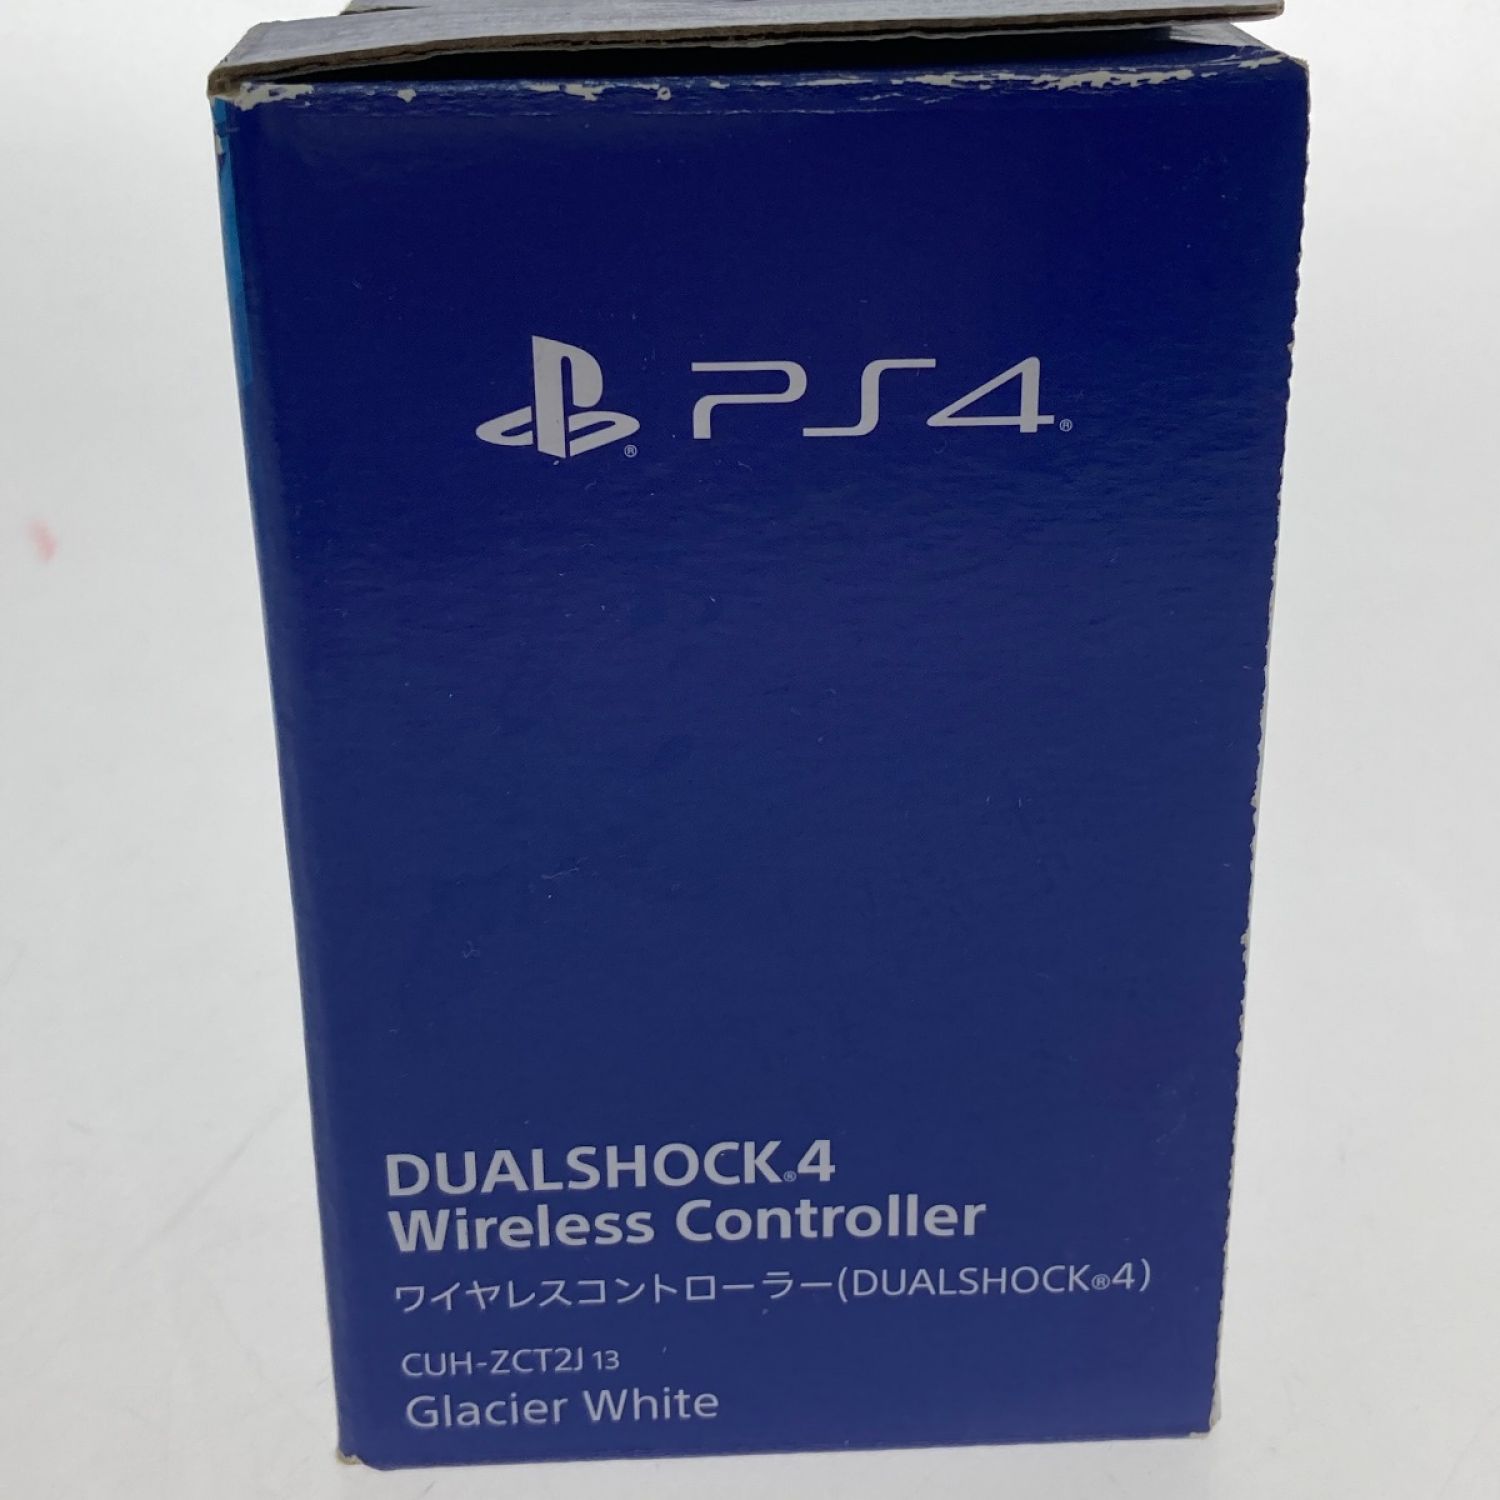 PS4®
DUALSHOCK®4
Wireless Controller
ワイヤレスコントローラー(DUALSHOCK®4)
CUH-ZCT2J 13
Glacier White